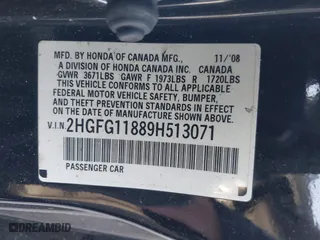 MFD. BY HONDA OF CANADA MFG., 11/'08
A DIVISION OF HONDA CANADA INC. CANADA
GVWR 3671LBS GAWR F 1973LBS R 1720LBS
THIS VEHICLE CONFORMS TO ALL APPLICABLE
FEDERAL MOTOR VEHICLE SAFETY, BUMPER,
AND THEFT PREVENTION STANDARDS IN EFFECT
ON THE DATE OF MANUFACTURE SHOWN ABOVE.
V.I.N. 2HGFG11889H513071
PASSENGER CAR
DREAMBID